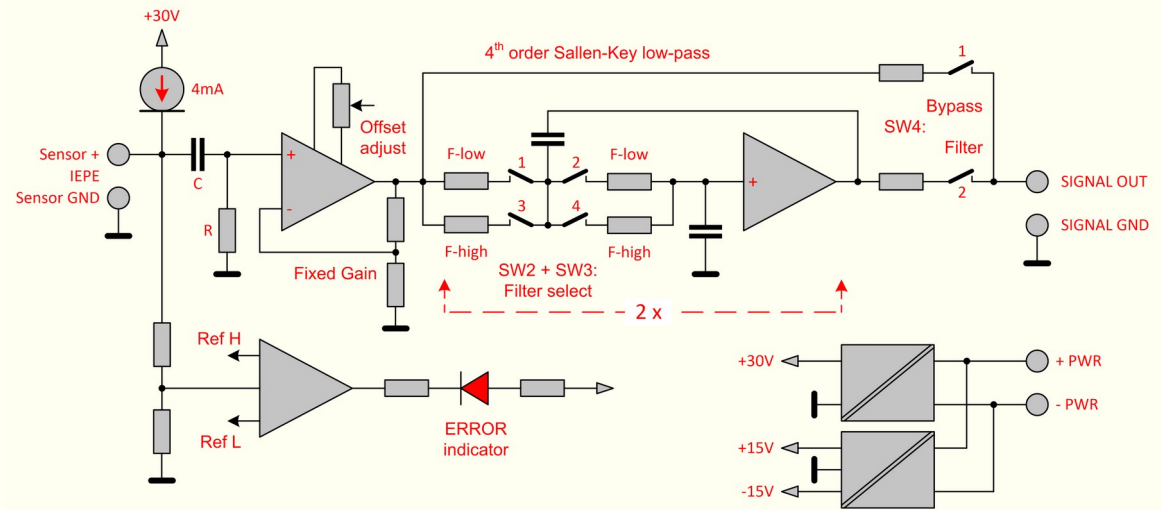 +30V
4th order Sallen-Key low-pass
1
4mA
Bypass
SW4:
Filter
Offset
adjust
Sensor +
IEPE
Sensor GND
C
+
-
R
F-low
1
2
F-low
3
4
F-high
F-high
+
2
SIGNAL OUT
SIGNAL GND
Fixed Gain
SW2 + SW3:
Filter select
2 x
Ref H
Ref L
ERROR
indicator
+30V
+ PWR
- PWR
+15V
-15V